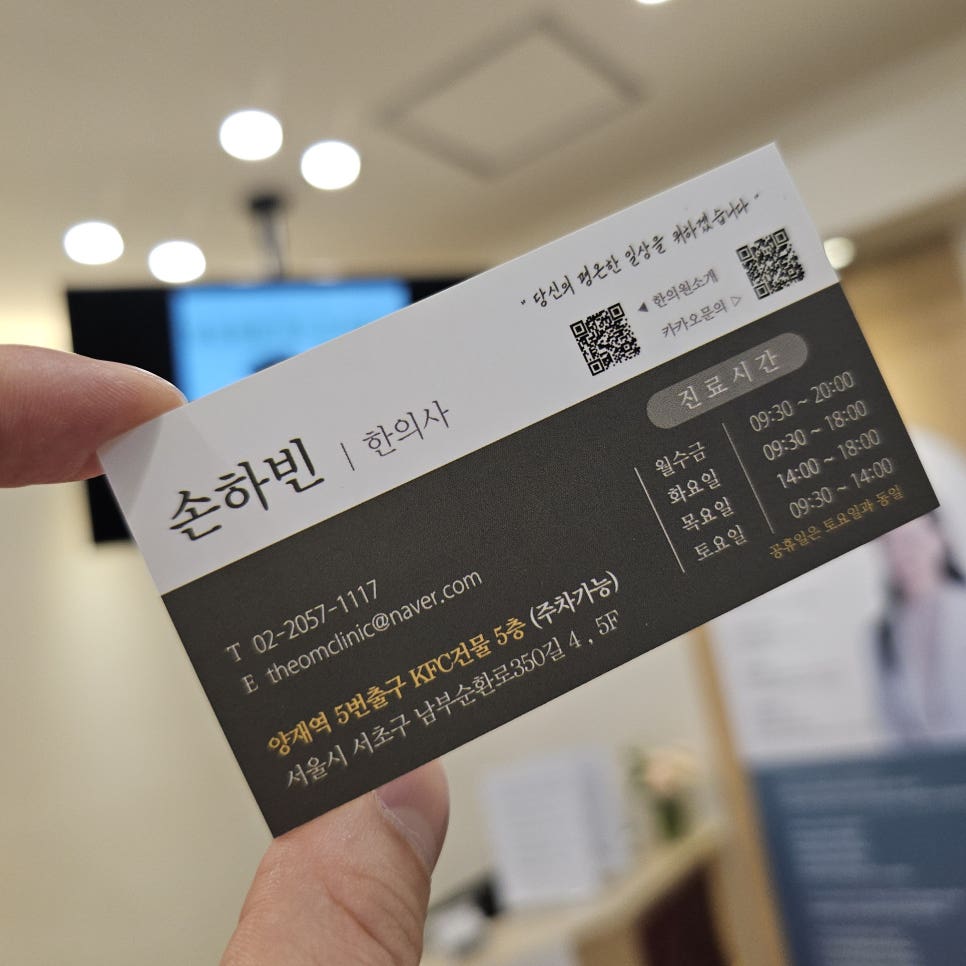 " 당신의 평온한 일상을 위하겠습니다 "
◀ 한의원소개
카카오문의 ▷
손하빈 | 한의사
진료시간
월수금 09:30 ~ 20:00
화요일 09:30 ~ 18:00
목요일 14:00 ~ 18:00
토요일 09:30 ~ 14:00
공휴일은 토요일과 동일
T 02-2057-1117
E theomclinic@naver.com
양재역 5번출구 KFC건물 5층 (주차가능)
서울시 서초구 남부순환로350길 4 , 5F